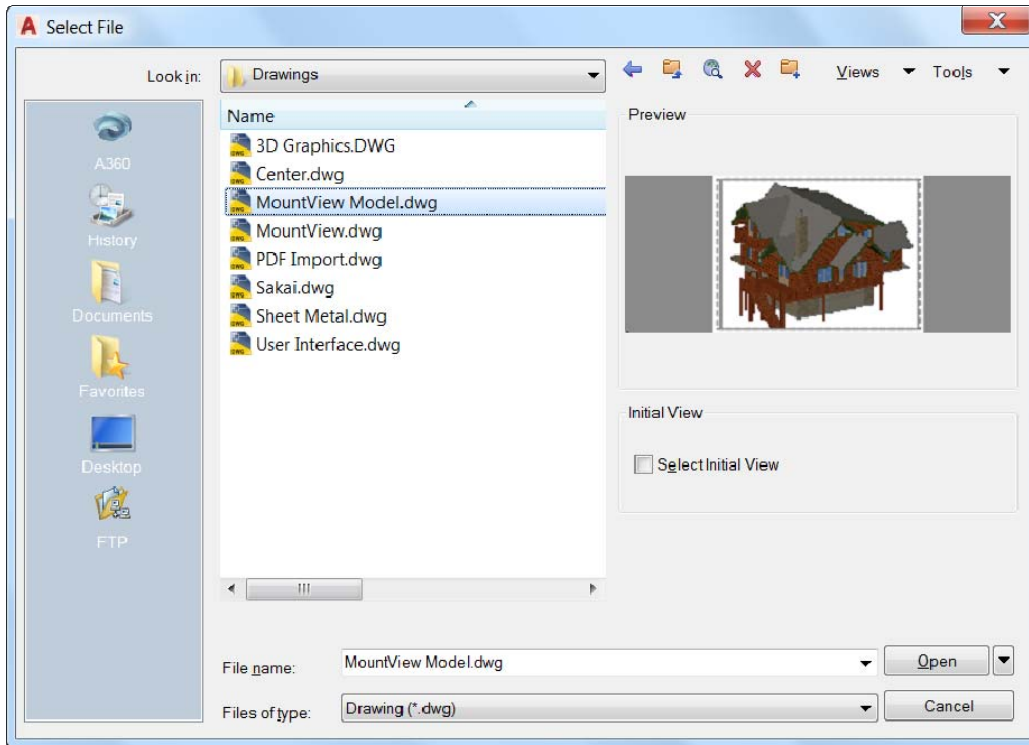 Select File
Look in: Drawings Views Tools
A360
History
Documents
Favorites
Desktop
FTP
Name
3D Graphics.DWG
Center.dwg
MountView Model.dwg
MountView.dwg
PDF Import.dwg
Sakai.dwg
Sheet Metal.dwg
User Interface.dwg
Preview
Initial View
Select Initial View
File name: MountView Model.dwg Open
Files of type: Drawing (*.dwg) Cancel